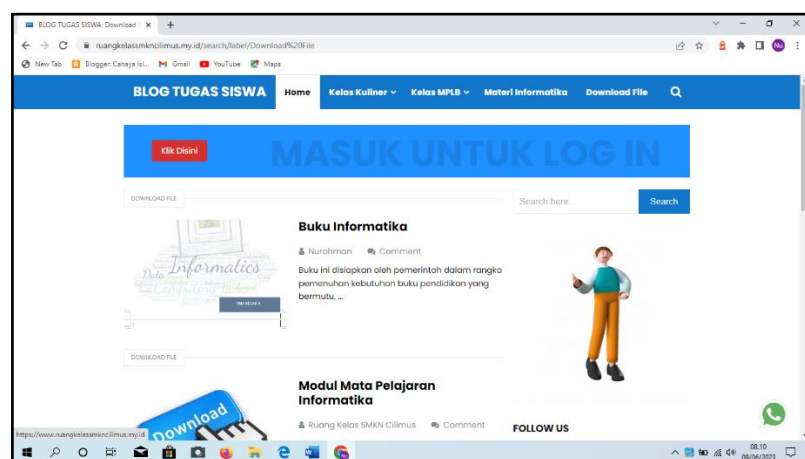 BLOG TUGAS SISWA: Download
ruangkelassmkncilimus.my.id/search/label/Download%20File
Nu
New Tab
Blogger: Cahaya Isl...
Gmail
YouTube
Maps
BLOG TUGAS SISWA
Home
Kelas Kuliner
Kelas MPLB
Materi Informatika
Download File
Klik Disini
MASUK UNTUK LOG IN
DOWNLOAD FILE
Search here...
Search
Data
Informatics
Computing
Buku Informatika
Nurohman
Comment
Buku ini disiapkan oleh pemerintah dalam rangka
pemenuhan kebutuhan buku pendidikan yang
bermutu, ...
DOWNLOAD FILE
Download
Modul Mata Pelajaran
Informatika
Ruang Kelas SMKN Cilimus
Comment
FOLLOW US
https://www.ruangkelassmkncilimus.my.id
08.10
09/06/2023